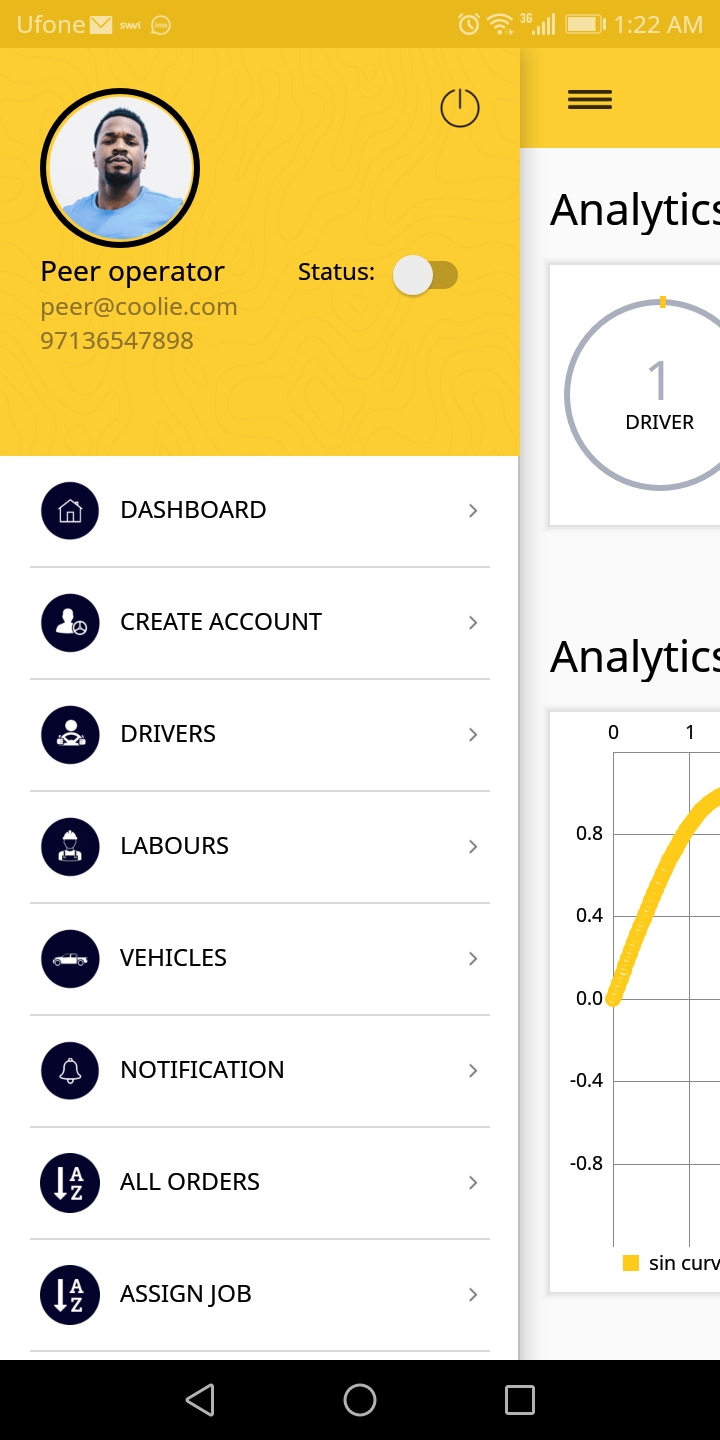 Ufone swvl imo 3G 1:22 AM
Peer operator
Status:
peer@coolie.com
97136547898
DASHBOARD
CREATE ACCOUNT
DRIVERS
LABOURS
VEHICLES
NOTIFICATION
A
Z
ALL ORDERS
A
Z
ASSIGN JOB
Analytics
1
DRIVER
Analytics
0 1
0.8
0.4
0.0
-0.4
-0.8
sin curv